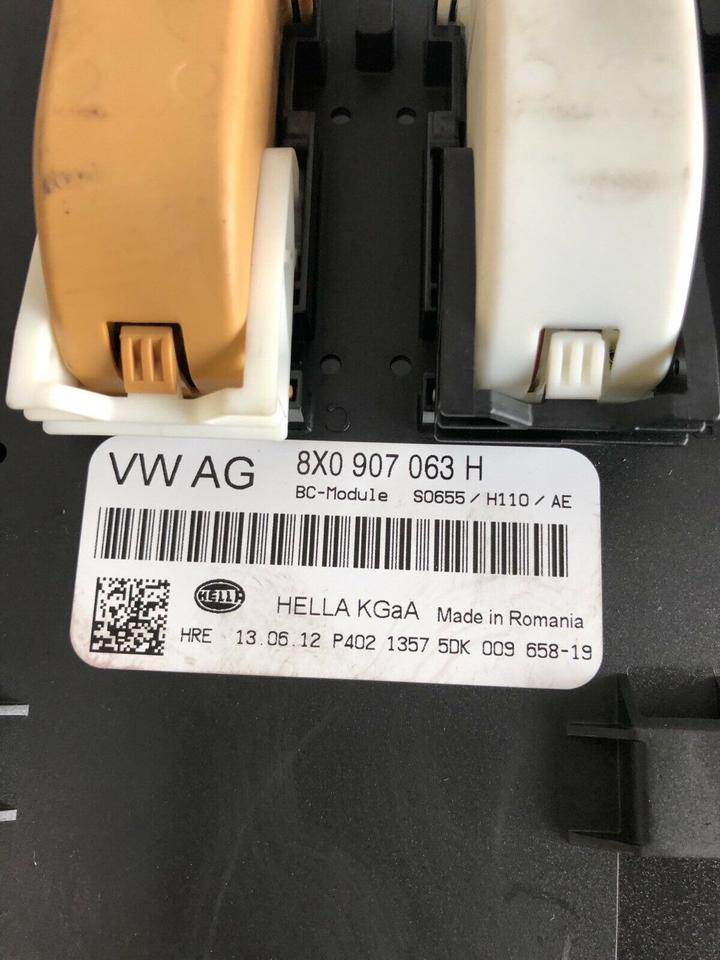 VW AG 8X0 907 063 H
BC-Module S0655 / H110 / AE
HELLA
HELLA KGaA Made in Romania
HRE 13.06.12 P402 1357 5DK 009 658-19